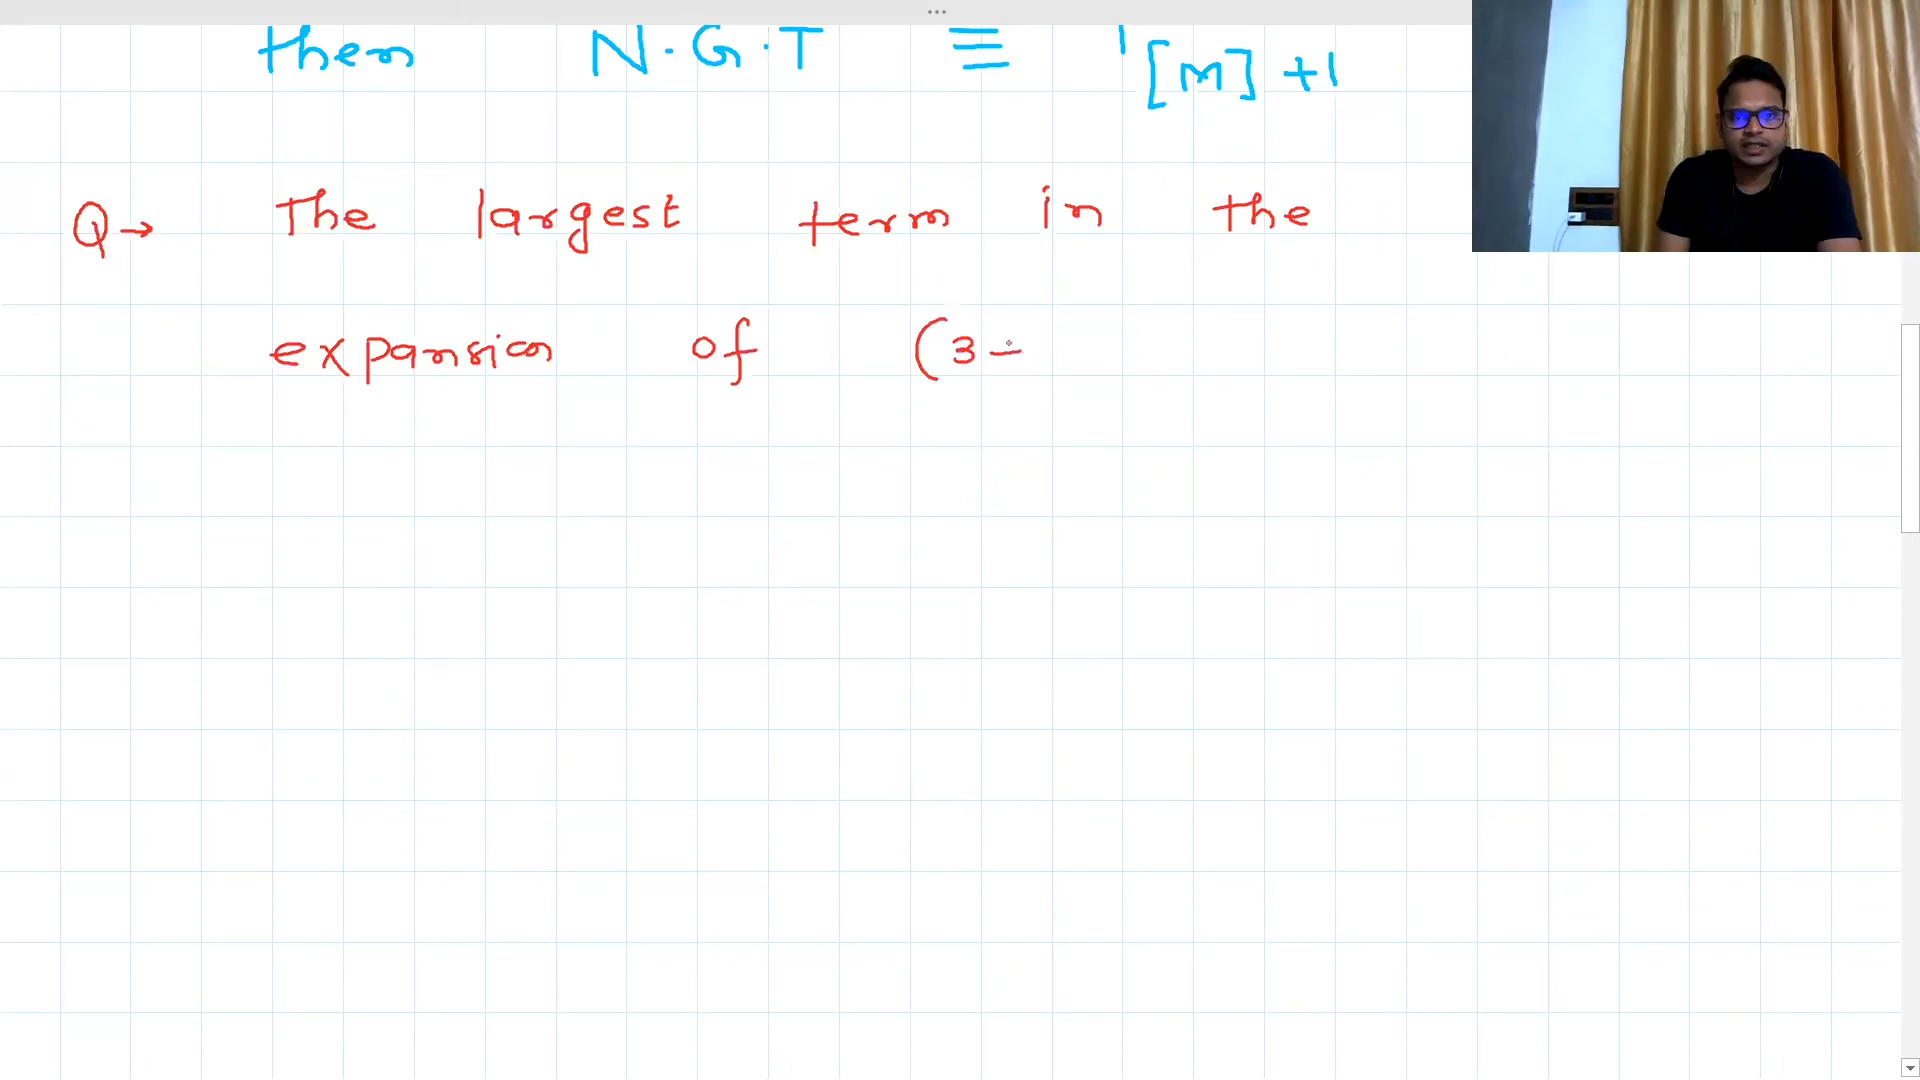 then N.G.T ≡ [m] +1
Q→ The largest term in the
expansion of (3 –